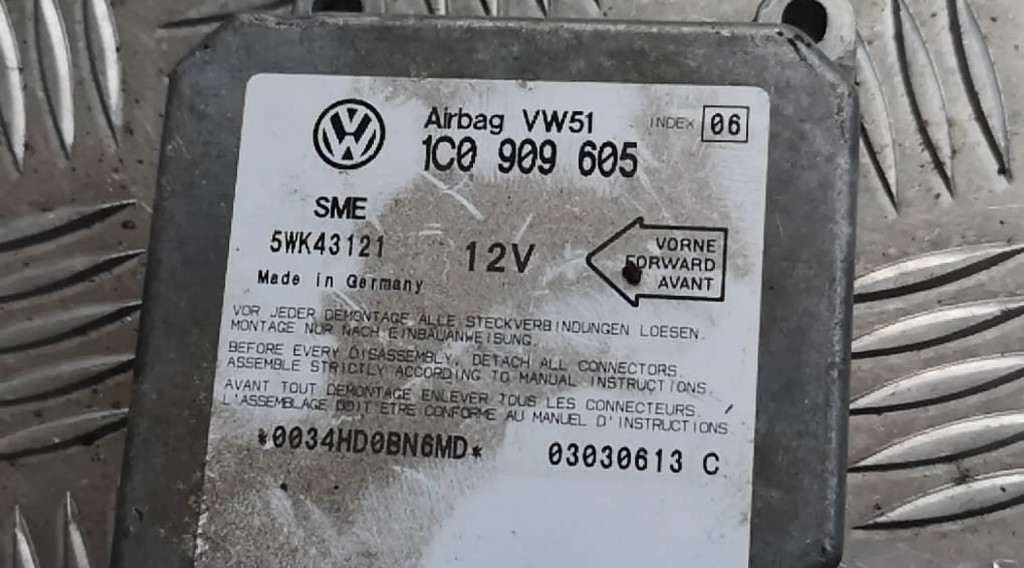 Airbag VW51 INDEX 06
1C0 909 605
SME
5WK43121 12V
Made in Germany
VORNE
FORWARD
AVANT
VOR JEDER DEMONTAGE ALLE STECKVERBINDUNGEN LOESEN.
MONTAGE NUR NACH EINBAUANWEISUNG.
BEFORE EVERY DISASSEMBLY, DETACH ALL CONNECTORS.
ASSEMBLE STRICTLY ACCORDING TO MANUAL INSTRUCTIONS.
AVANT TOUT DEMONTAGE ENLEVER TOUS LES CONNECTEURS.
L'ASSEMBLAGE DOIT ETRE CONFORME AU MANUEL D'INSTRUCTIONS.
*0034HD0BN6MD* 03030613 C